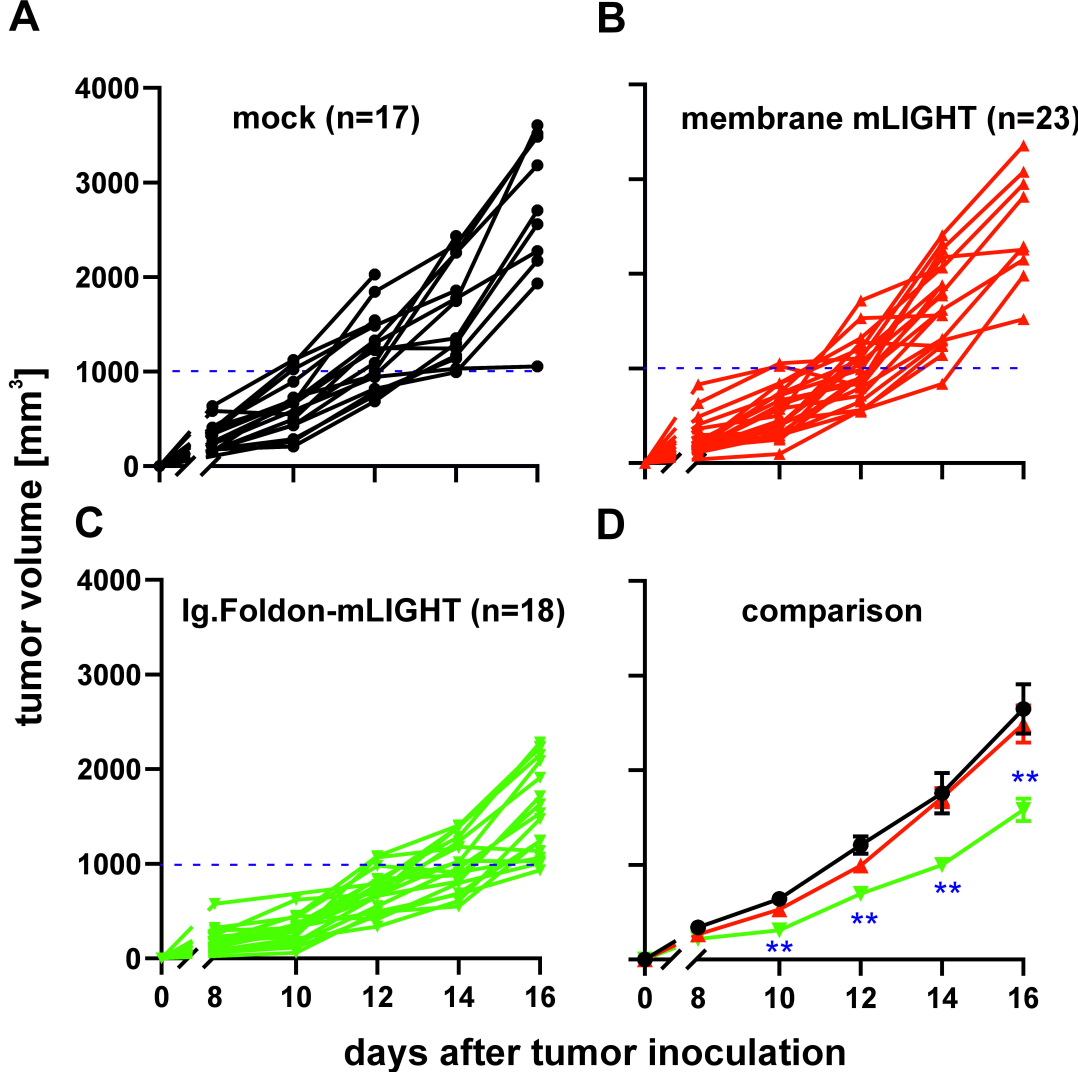 A
B
4000
mock (n=17)
membrane mLIGHT (n=23)
3000
2000
1000
0
C
D
4000
Ig.Foldon-mLIGHT (n=18)
comparison
3000
2000
**
1000
**
**
**
0
0 8 10 12 14 16
0 8 10 12 14 16
tumor volume [mm³]
days after tumor inoculation